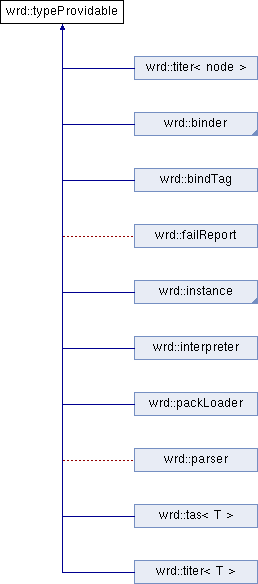 wrd::typeProvidable
wrd::titer< node >
wrd::binder
wrd::bindTag
wrd::failReport
wrd::instance
wrd::interpreter
wrd::packLoader
wrd::parser
wrd::tas< T >
wrd::titer< T >